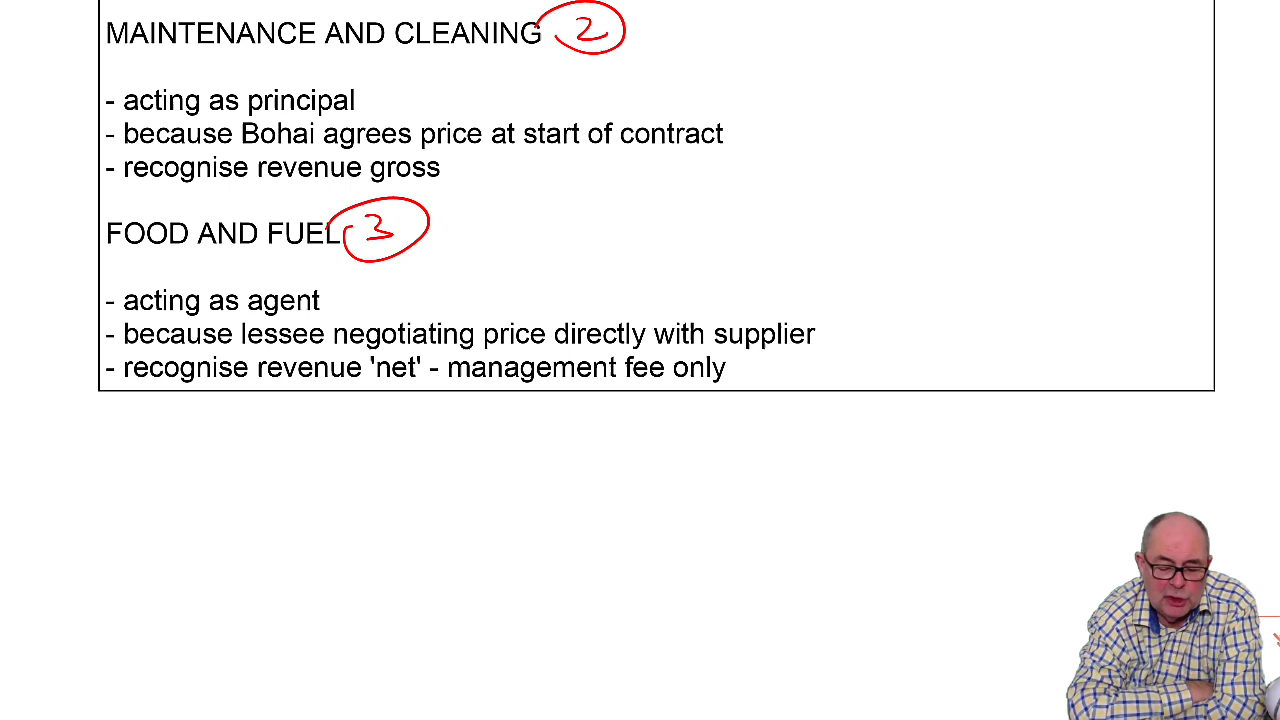 MAINTENANCE AND CLEANING 2
- acting as principal
- because Bohai agrees price at start of contract
- recognise revenue gross
FOOD AND FUEL 3
- acting as agent
- because lessee negotiating price directly with supplier
- recognise revenue 'net' - management fee only